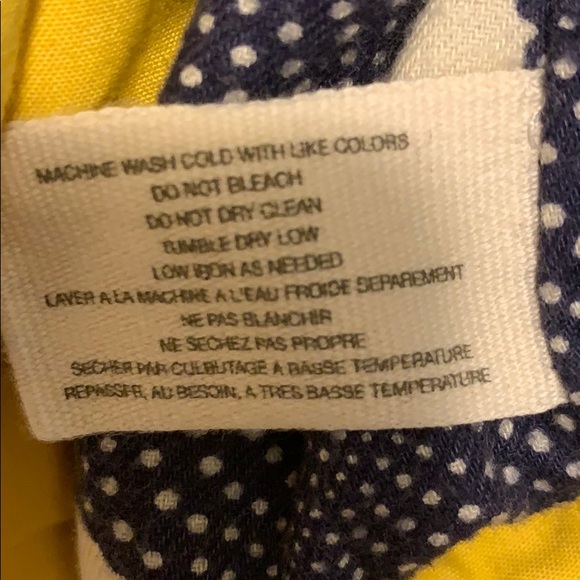 MACHINE WASH COLD WITH LIKE COLORS
DO NOT BLEACH
DO NOT DRY CLEAN
TUMBLE DRY LOW
LOW IRON AS NEEDED
LAVER A LA MACHINE A L'EAU FROIDE SEPAREMENT
NE PAS BLANCHIR
NE SECHEZ PAS PROPRE
SECHER PAR CULBUTAGE A BASSE TEMPERATURE
REPASSER, AU BESOIN, A TRES BASSE TEMPERATURE